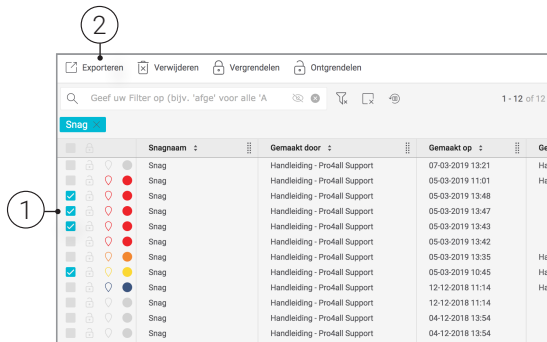 2
Exporteren Verwijderen Vergrendelen Ontgrendelen
Geef uw Filter op (bijv. 'afge' voor alle 'A 1 - 12 of 12
Snag ×
Snagnaam Gemaakt door Gemaakt op Ge
Snag Handleiding - Pro4all Support 07-03-2019 13:21 Ha
Snag Handleiding - Pro4all Support 05-03-2019 11:01 Ha
Snag Handleiding - Pro4all Support 05-03-2019 13:48
1
Snag Handleiding - Pro4all Support 05-03-2019 13:47
Snag Handleiding - Pro4all Support 05-03-2019 13:43
Snag Handleiding - Pro4all Support 05-03-2019 13:42
Snag Handleiding - Pro4all Support 05-03-2019 13:35 Ha
Snag Handleiding - Pro4all Support 05-03-2019 10:45 Ha
Snag Handleiding - Pro4all Support 12-12-2018 11:14 Ha
Snag Handleiding - Pro4all Support 12-12-2018 11:14
Snag Handleiding - Pro4all Support 04-12-2018 13:54
Snag Handleiding - Pro4all Support 04-12-2018 13:54